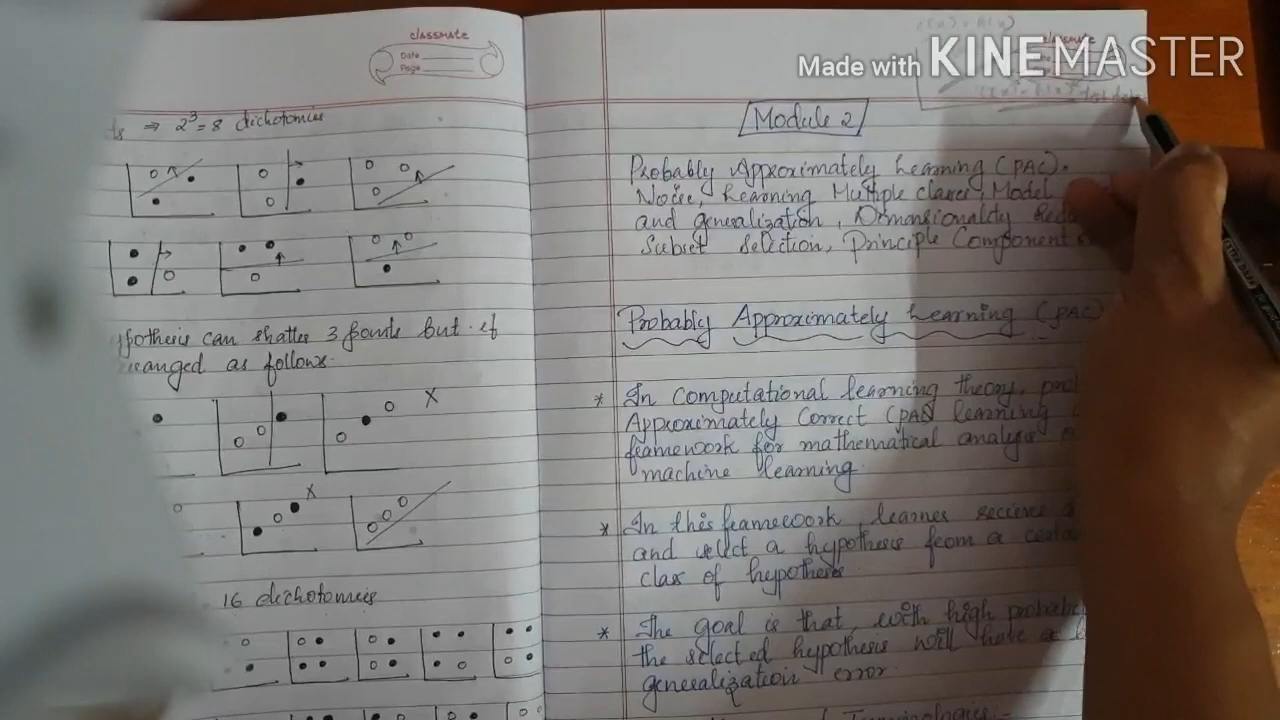 classmate
Date
Page
⇒ 2³ = 8 dichotomies
hypothesis can shatter 3 points but if
arranged as follows
X
X
16 dichotomies
classmate
Made with KINEMASTER
Module 2
Probably Approximately Learning (PAC).
Noise, Learning Multiple classes, Model
and generalization, Dimensionality
Subset Selection, Principle Component
Probably Approximately Learning (PAC)
* In computational learning theory,
Approximately Correct (PAC) learning
framework for mathematical analysis
machine learning
* In this framework, learner recieve
and select a hypothesis from a
class of hypothesis
* The goal is that, with high
the selected hypothesis will have a
generalization error.
Terminologies:-